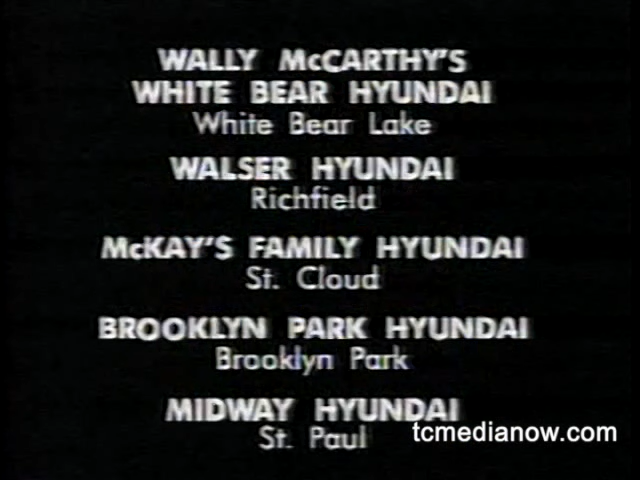 WALLY McCARTHY'S
WHITE BEAR HYUNDAI
White Bear Lake
WALSER HYUNDAI
Richfield
McKAY'S FAMILY HYUNDAI
St. Cloud
BROOKLYN PARK HYUNDAI
Brooklyn Park
MIDWAY HYUNDAI
St. Paul
tcmedianow.com